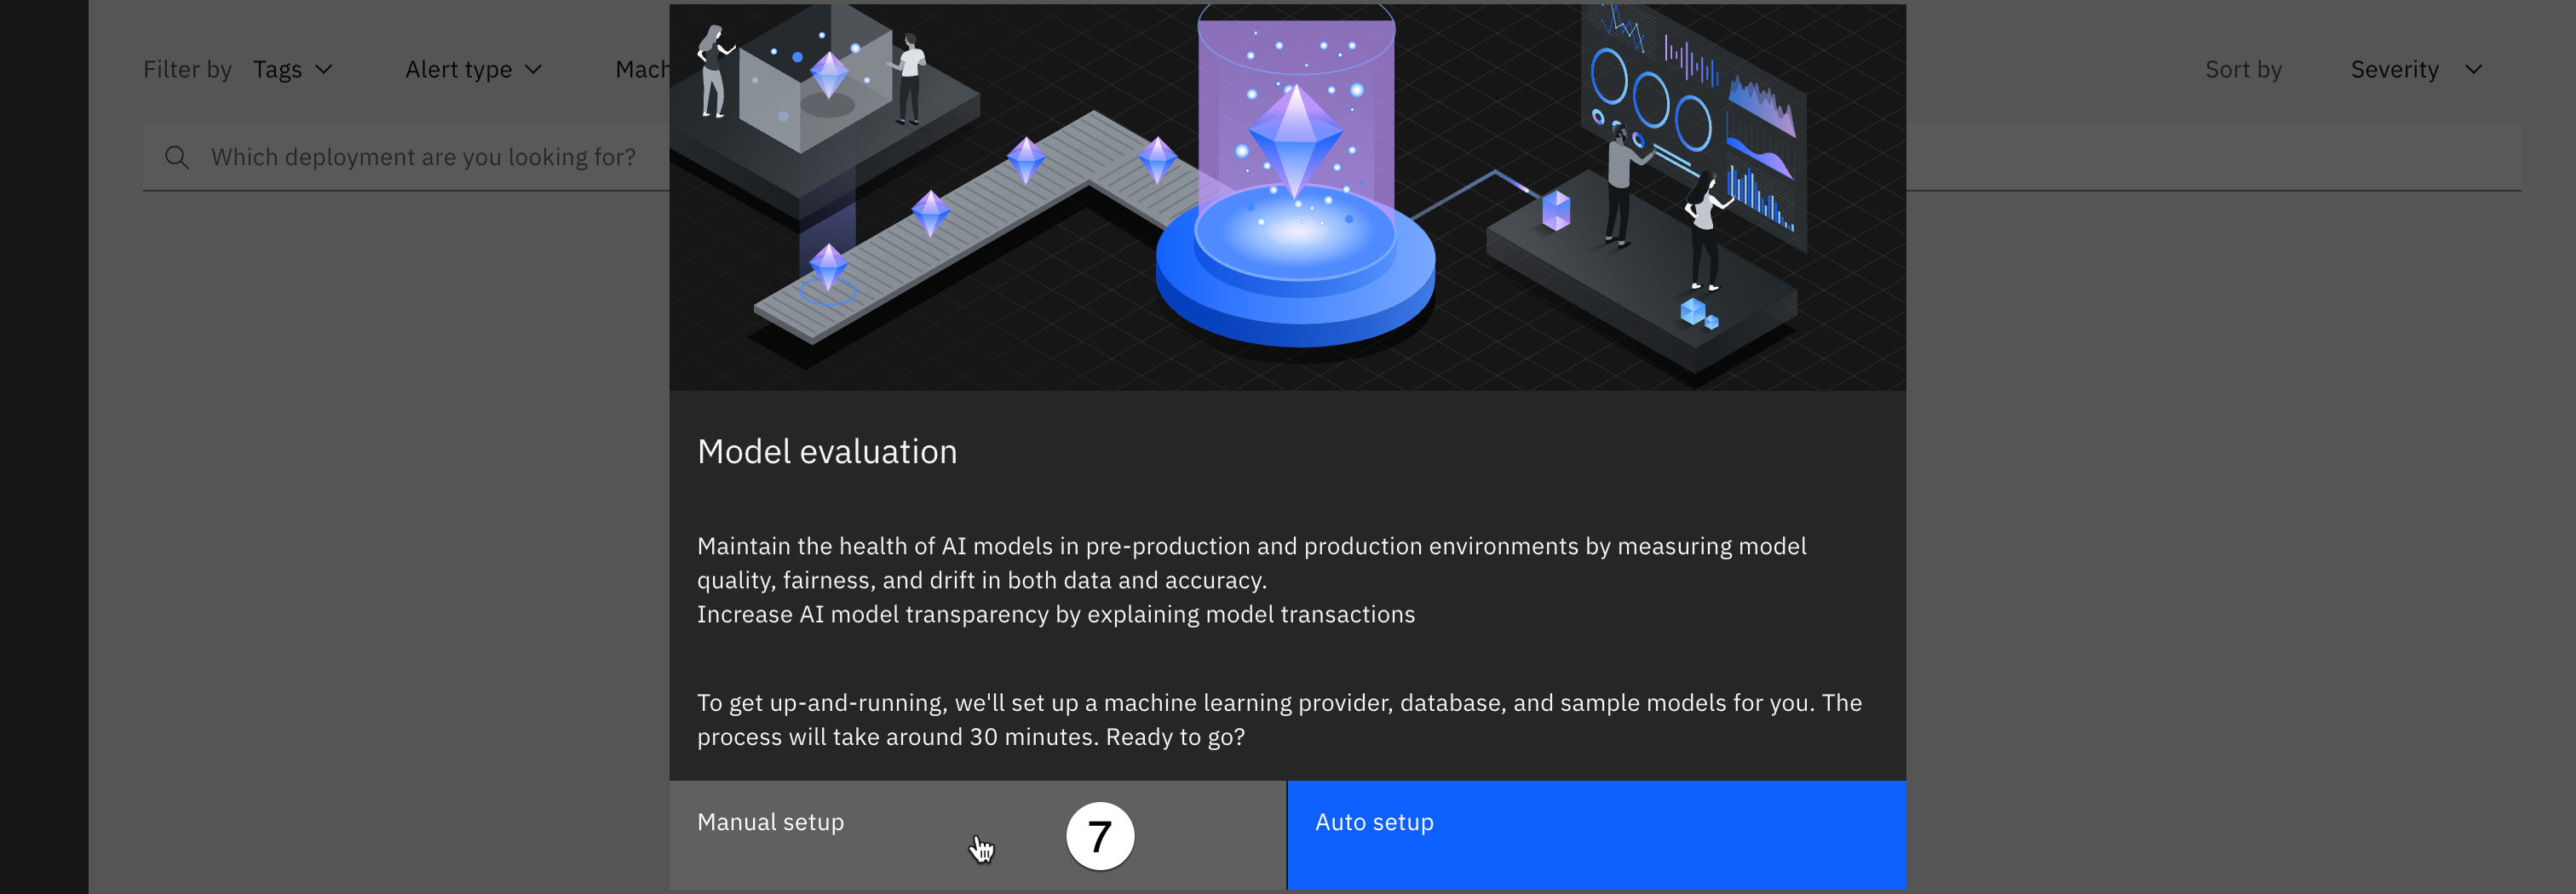 Filter by Tags Alert type Mach Sort by Severity
Which deployment are you looking for?
Model evaluation
Maintain the health of AI models in pre-production and production environments by measuring model
quality, fairness, and drift in both data and accuracy.
Increase AI model transparency by explaining model transactions
To get up-and-running, we'll set up a machine learning provider, database, and sample models for you. The
process will take around 30 minutes. Ready to go?
Manual setup 7 Auto setup